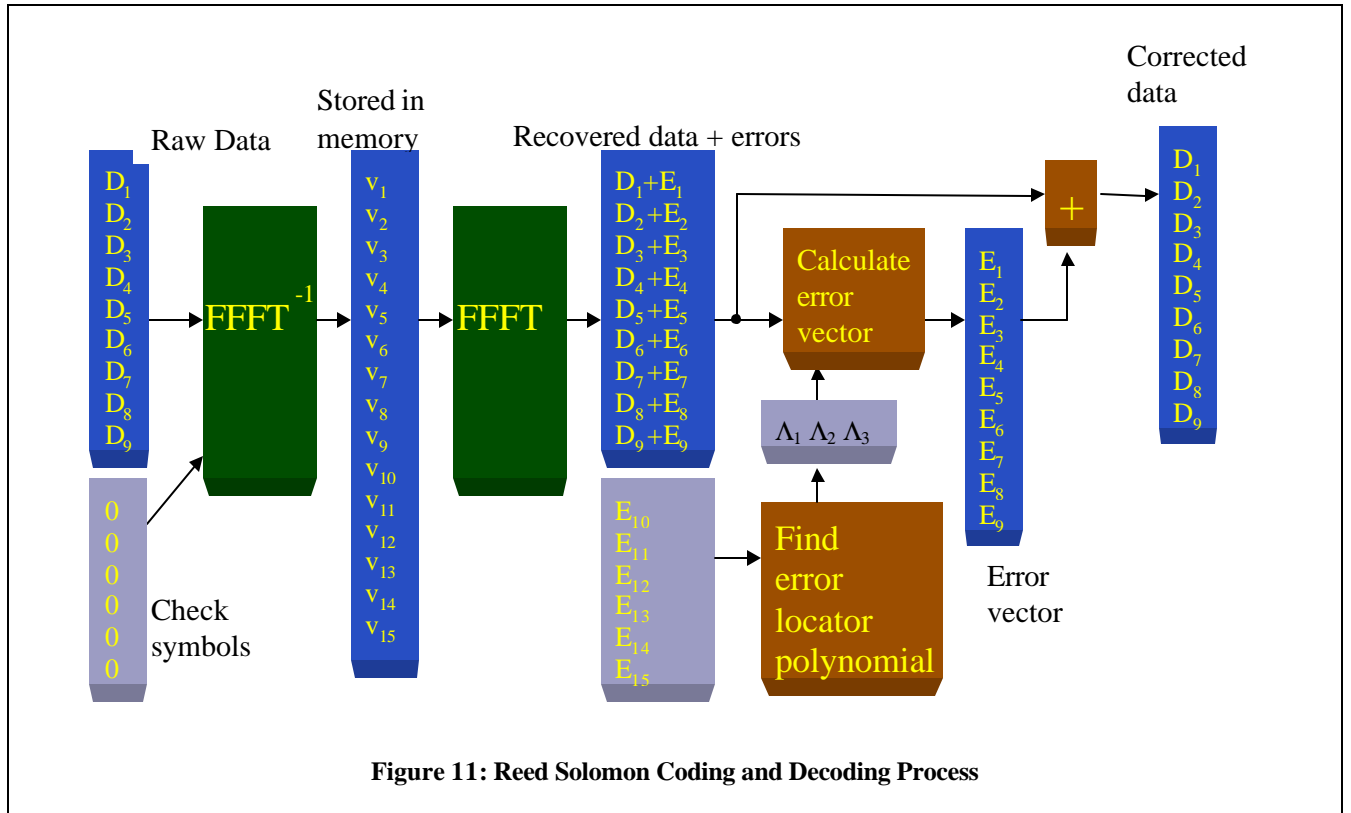 Raw Data
D1
D2
D3
D4
D5
D6
D7
D8
D9
0
0
0
0
0
0
Check
symbols
FFFT -1
Stored in
memory
v1
v2
v3
v4
v5
v6
v7
v8
v9
v10
v11
v12
v13
v14
v15
FFFT
Recovered data + errors
D1+E1
D2+E2
D3+E3
D4+E4
D5+E5
D6+E6
D7+E7
D8+E8
D9+E9
E10
E11
E12
E13
E14
E15
Calculate
error
vector
Λ1 Λ2 Λ3
Find
error
locator
polynomial
E1
E2
E3
E4
E5
E6
E7
E8
E9
Error
vector
+
Corrected
data
D1
D2
D3
D4
D5
D6
D7
D8
D9
Figure 11: Reed Solomon Coding and Decoding Process